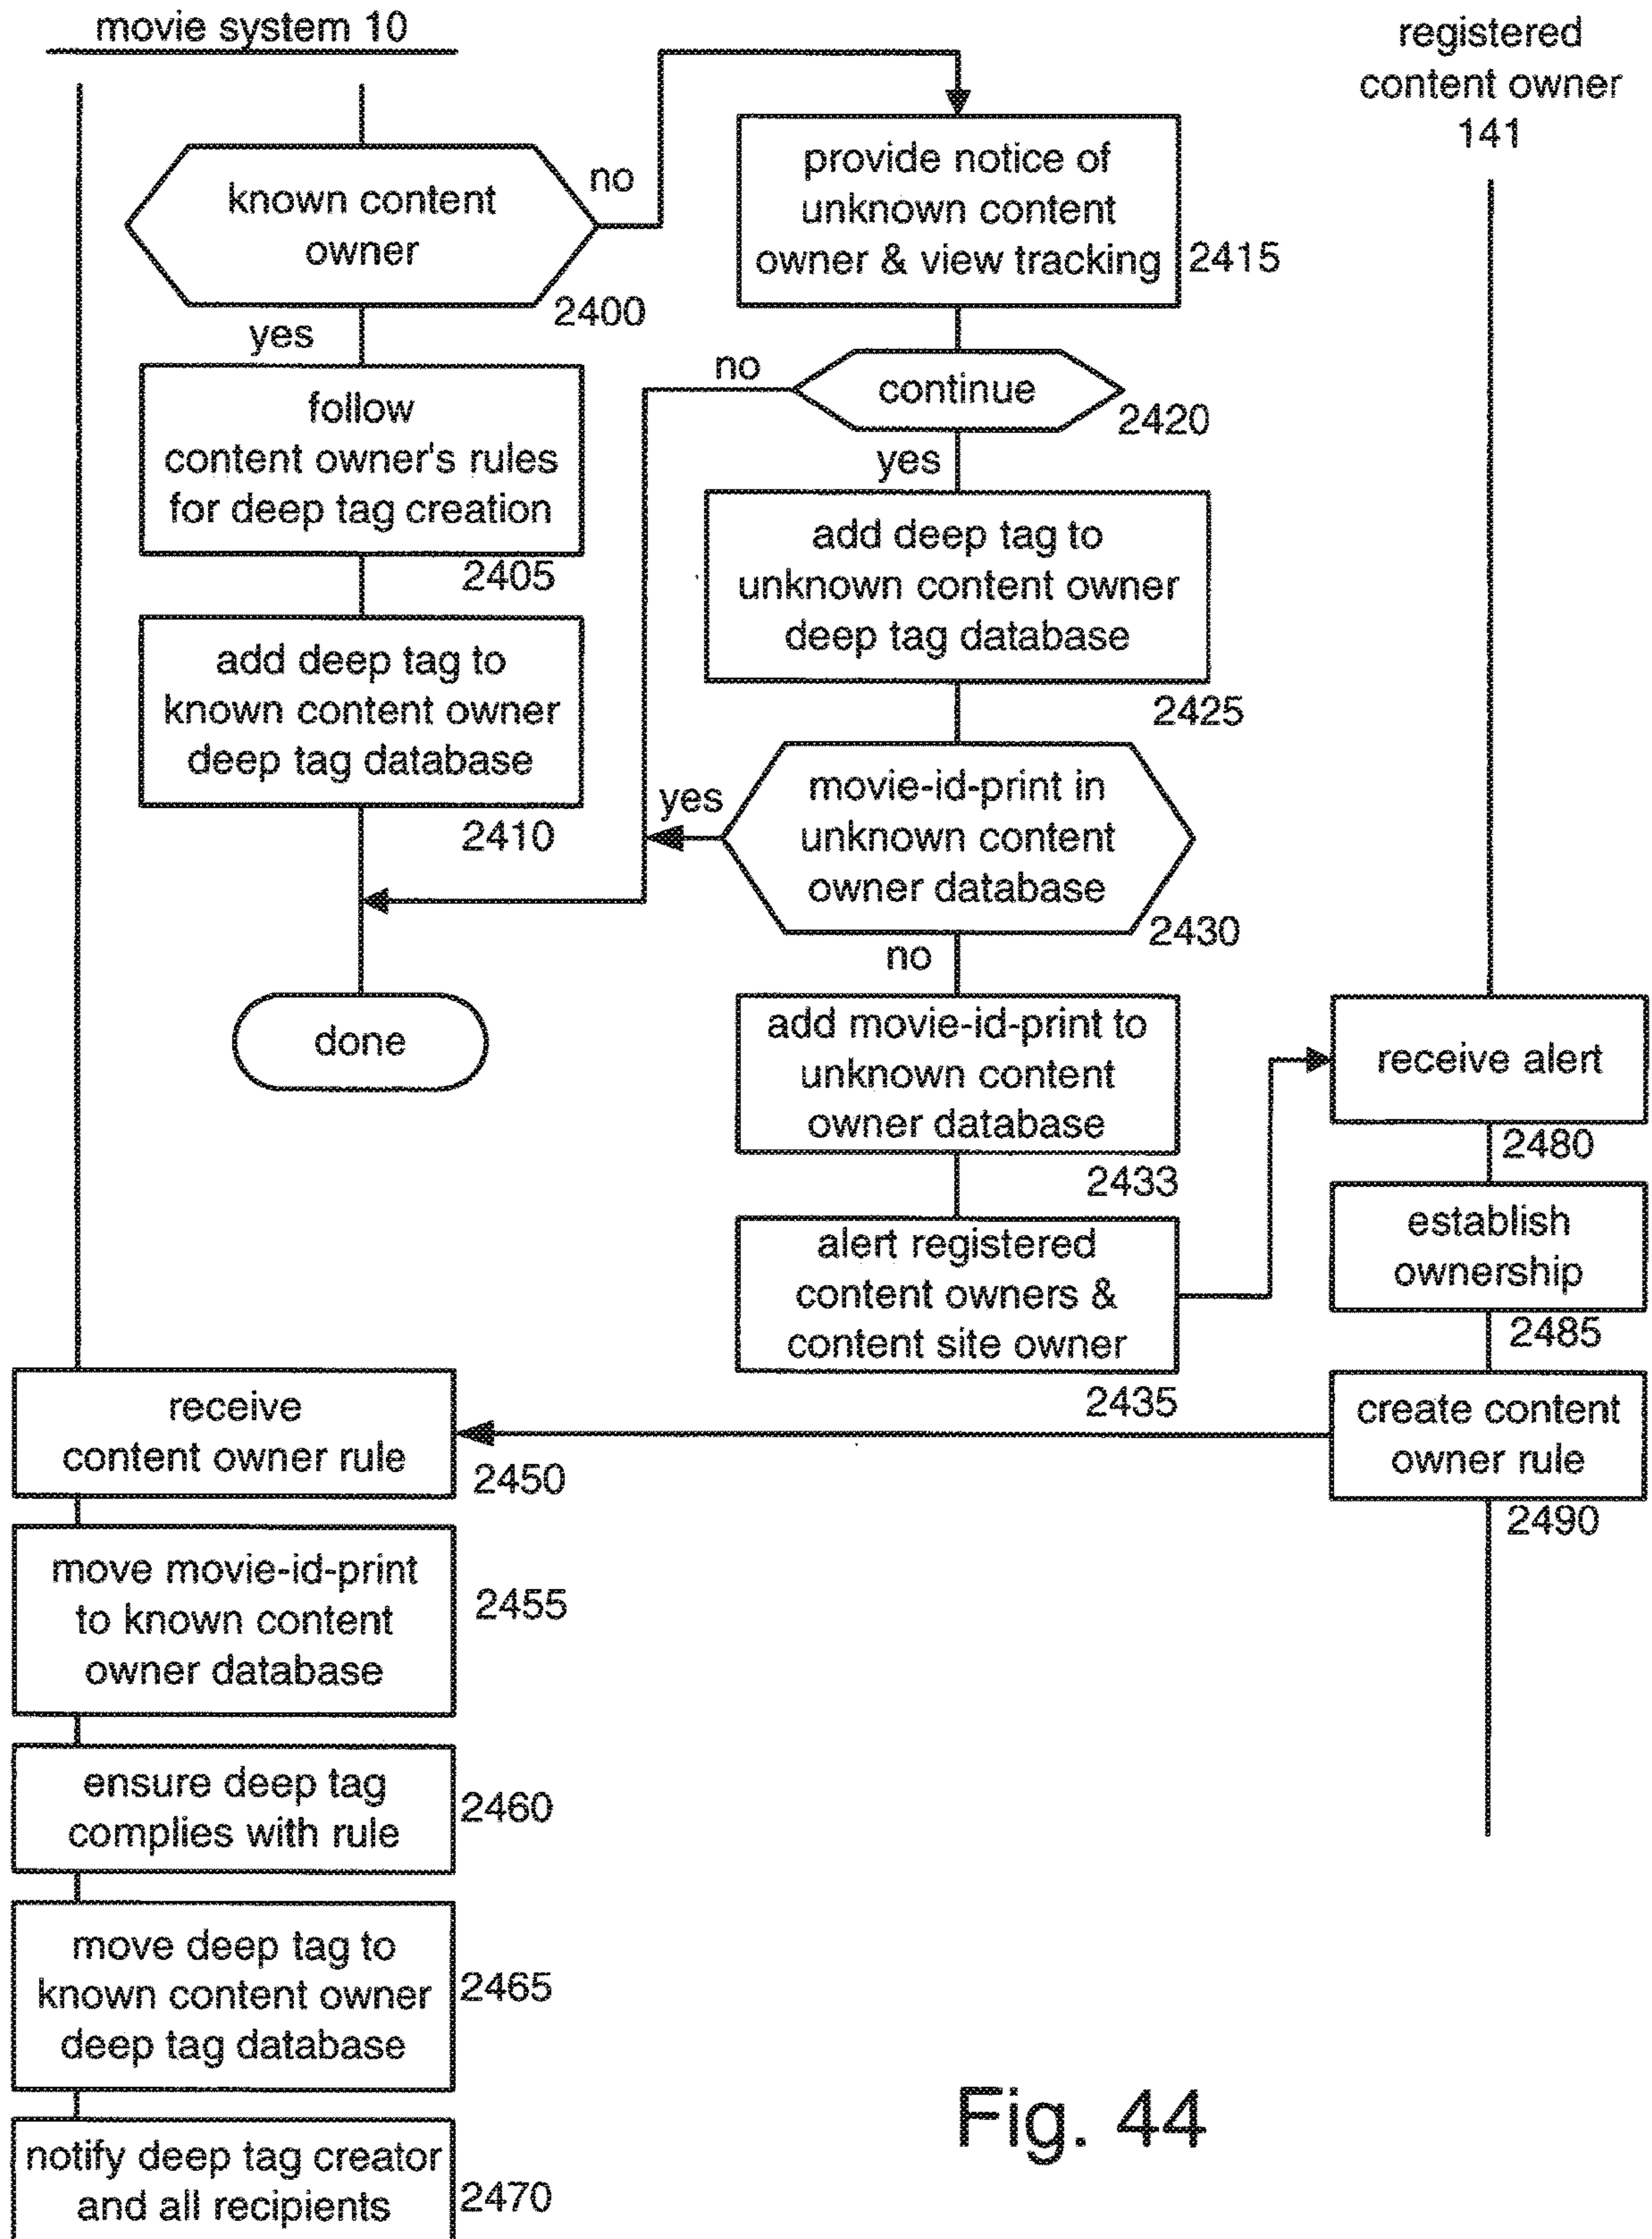 movie system 10
registered
content owner
141
known content
owner
no
2400
yes
provide notice of
unknown content
owner & view tracking
2415
follow
content owner's rules
for deep tag creation
2405
no
continue
2420
yes
add deep tag to
known content owner
deep tag database
2410
add deep tag to
unknown content owner
deep tag database
2425
yes
movie-id-print in
unknown content
owner database
2430
no
done
add movie-id-print to
unknown content
owner database
2433
receive alert
2480
alert registered
content owners &
content site owner
2435
establish
ownership
2485
receive
content owner rule
2450
create content
owner rule
2490
move movie-id-print
to known content
owner database
2455
ensure deep tag
complies with rule
2460
move deep tag to
known content owner
deep tag database
2465
notify deep tag creator
and all recipients
2470
Fig. 44